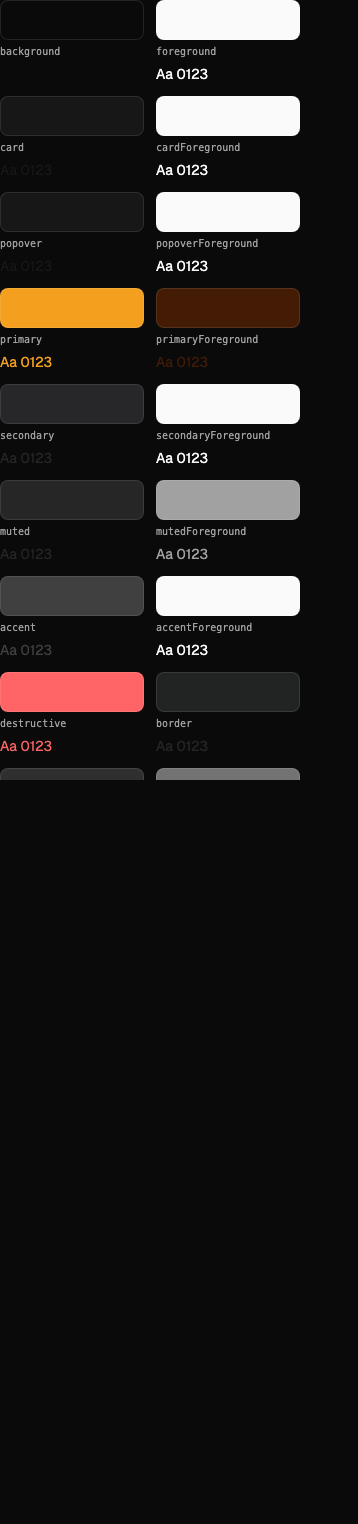 background
foreground
Aa 0123
card
cardForeground
Aa 0123
Aa 0123
popover
popoverForeground
Aa 0123
Aa 0123
primary
primaryForeground
Aa 0123
Aa 0123
secondary
secondaryForeground
Aa 0123
Aa 0123
muted
mutedForeground
Aa 0123
Aa 0123
accent
accentForeground
Aa 0123
Aa 0123
destructive
border
Aa 0123
Aa 0123